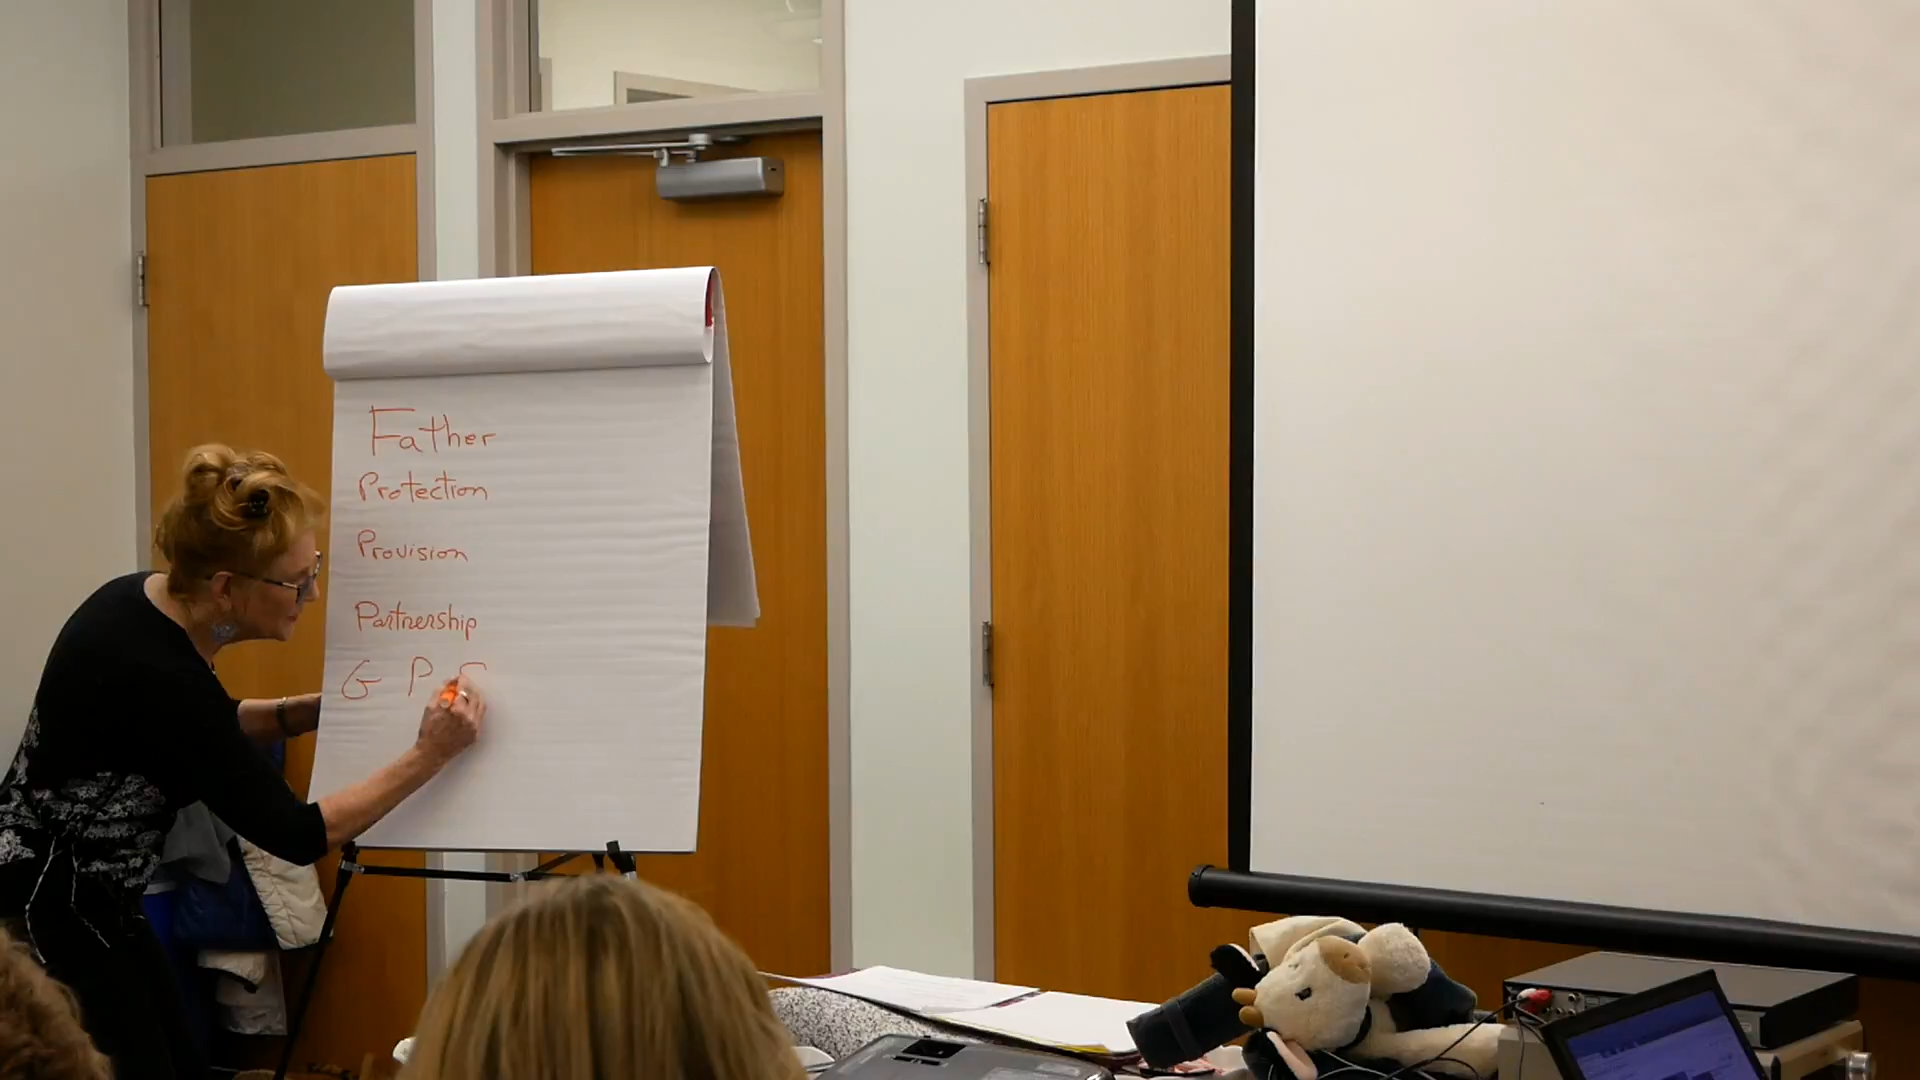 Father
Protection
Provision
Partnership
G P S